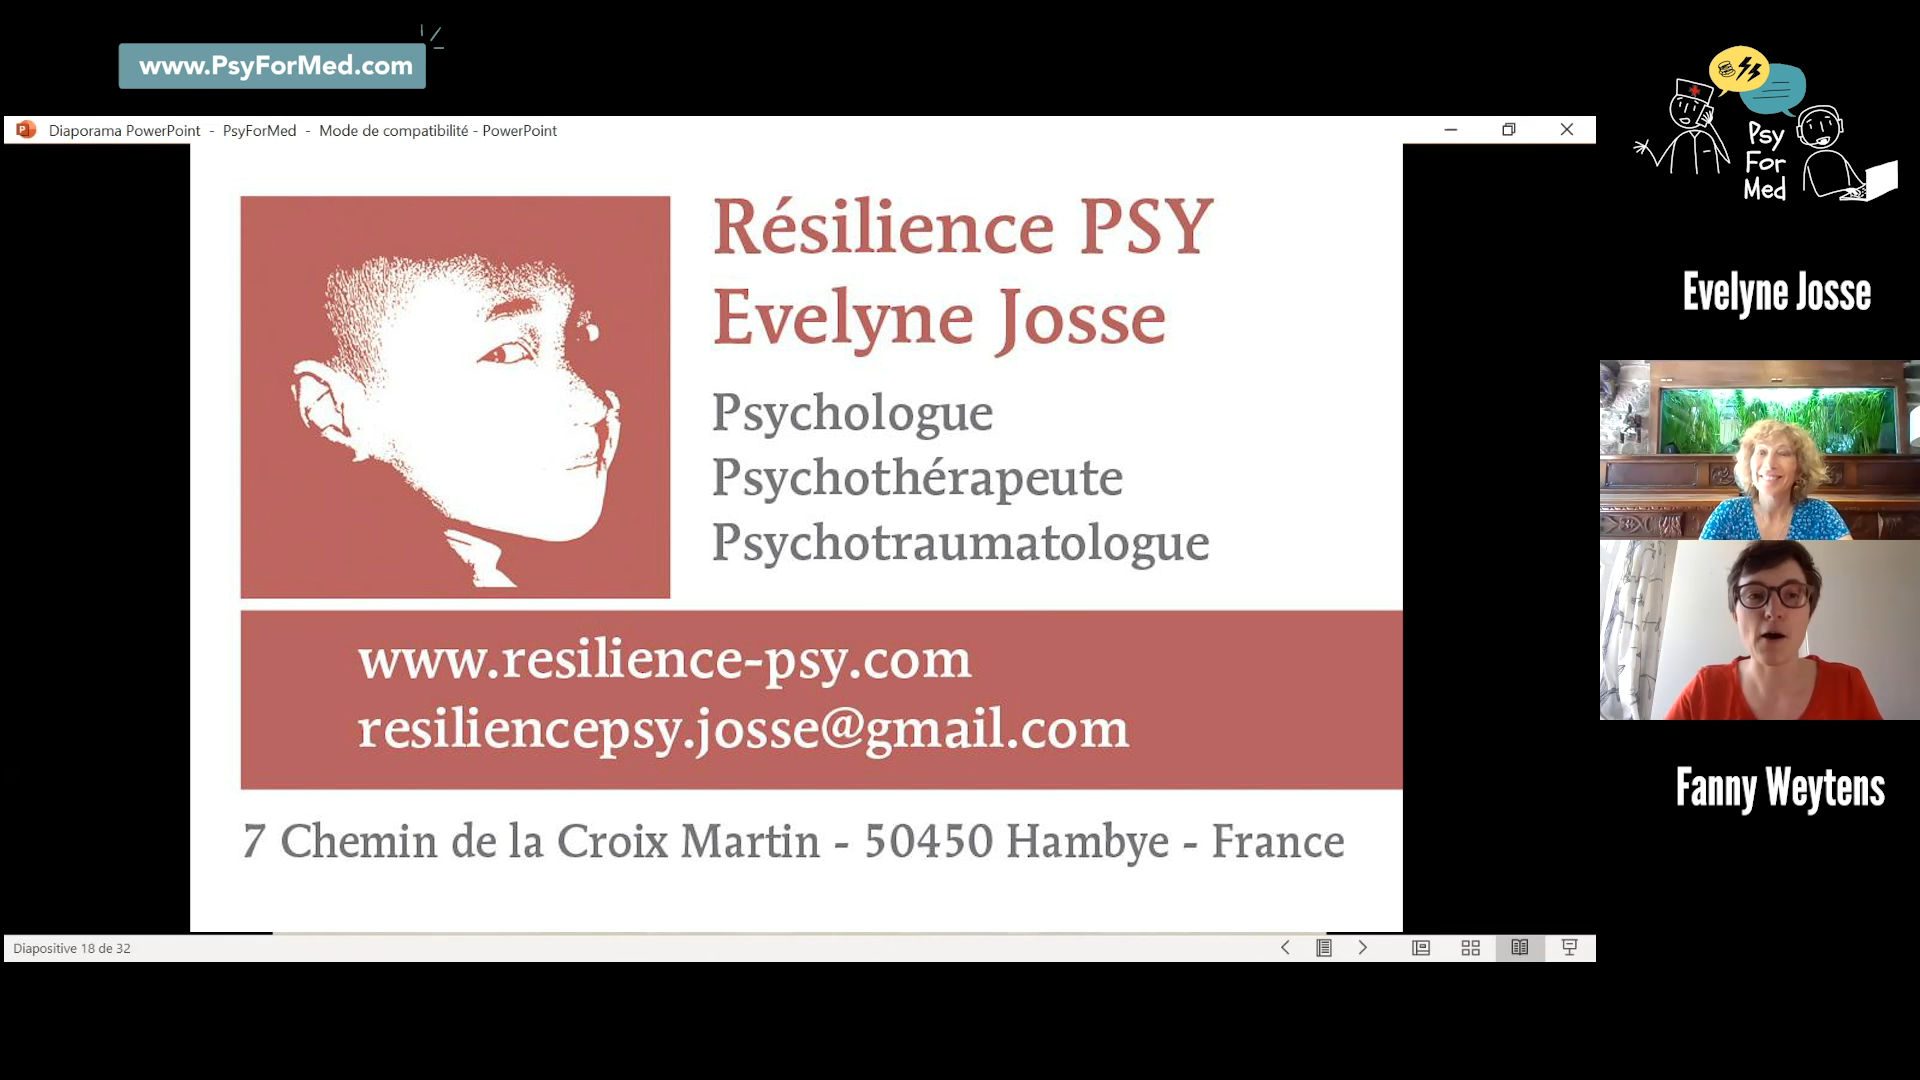 www.PsyForMed.com
Diaporama PowerPoint - PsyForMed - Mode de compatibilité - PowerPoint
Psy
For
Med
Résilience PSY
Evelyne Josse
Psychologue
Psychothérapeute
Psychotraumatologue
www.resilience-psy.com
resiliencepsy.josse@gmail.com
7 Chemin de la Croix Martin - 50450 Hambye - France
Evelyne Josse
Fanny Weytens
Diapositive 18 de 32